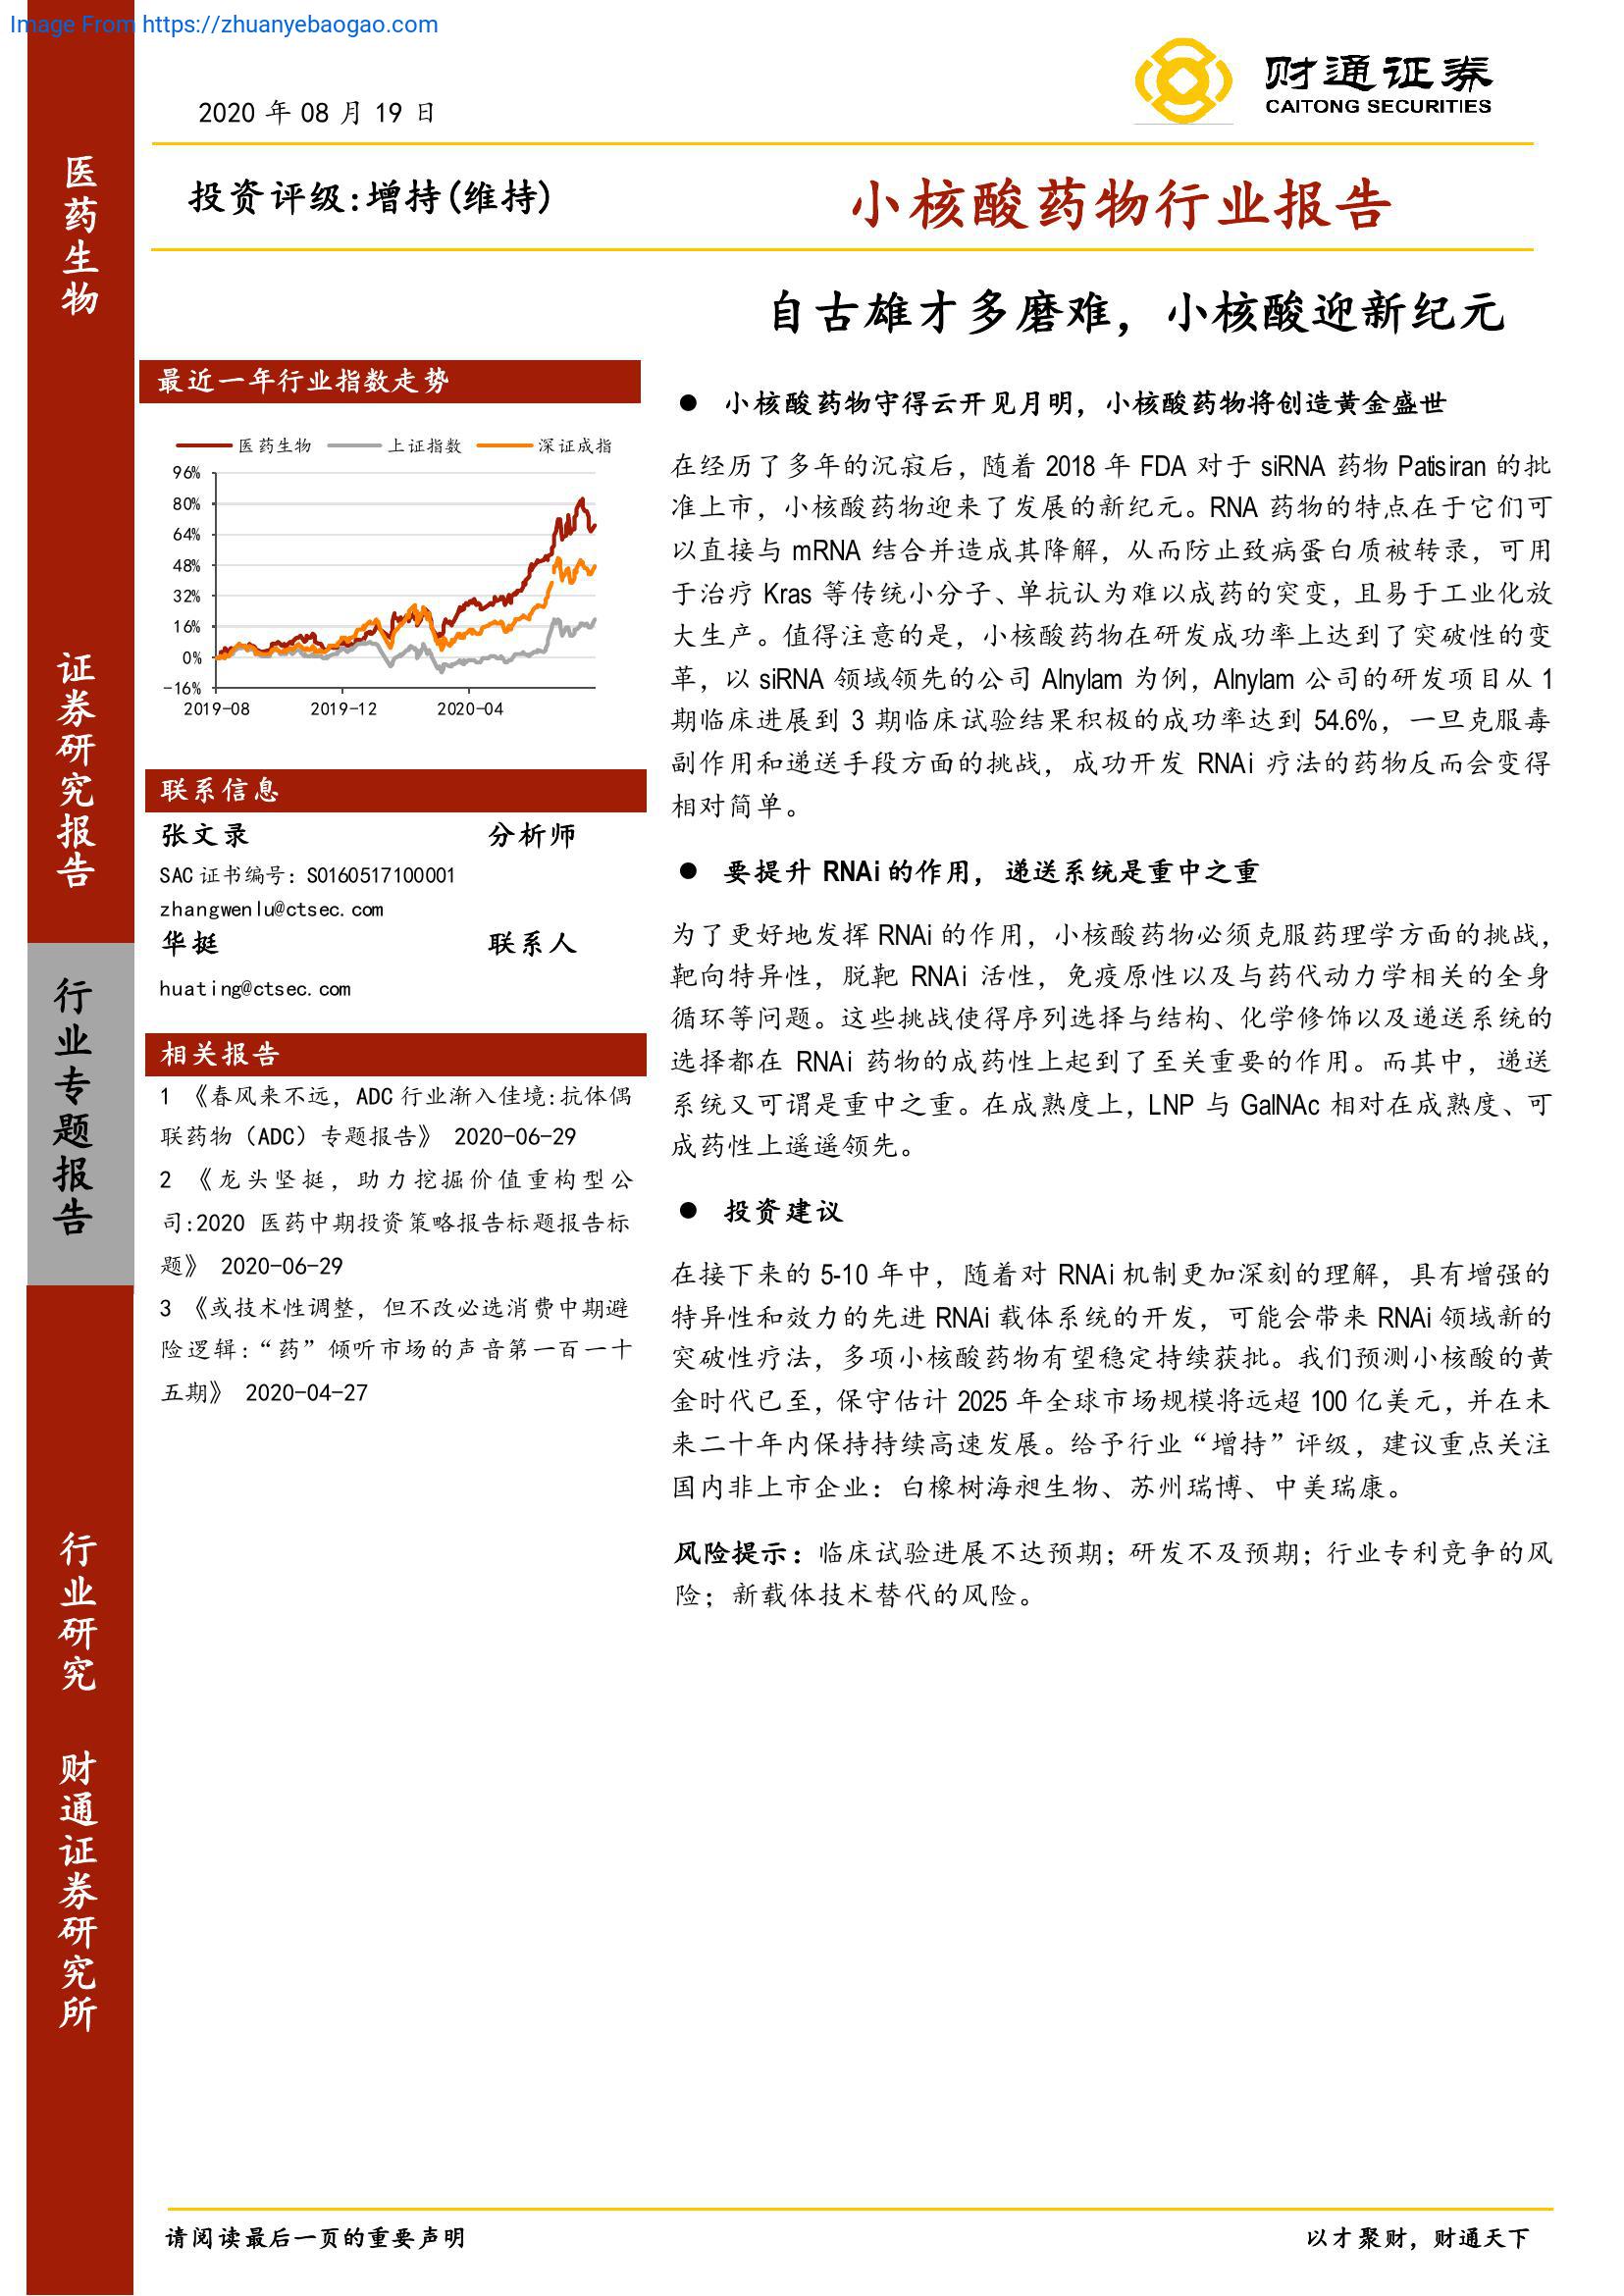 Image From https://zhuanyebaogao.com
财通证券
CAITONG SECURITIES
2020 年 08 月 19 日
投资评级:增持(维持)
小核酸药物行业报告
医药生物
证券研究报告
行业专题报告
行业研究
财通证券研究所
自古雄才多磨难，小核酸迎新纪元
最近一年行业指数走势
医药生物 上证指数 深证成指
96%
80%
64%
48%
32%
16%
0%
-16%
2019-08 2019-12 2020-04
联系信息
张文录 分析师
SAC 证书编号：S0160517100001
zhangwenlu@ctsec.com
华挺 联系人
huating@ctsec.com
相关报告
1 《春风来不远，ADC 行业渐入佳境:抗体偶
联药物（ADC）专题报告》 2020-06-29
2 《龙头坚挺，助力挖掘价值重构型公
司:2020 医药中期投资策略报告标题报告标
题》 2020-06-29
3 《或技术性调整，但不改必选消费中期避
险逻辑:“药”倾听市场的声音第一百一十
五期》 2020-04-27
● 小核酸药物守得云开见月明，小核酸药物将创造黄金盛世
在经历了多年的沉寂后，随着 2018 年 FDA 对于 siRNA 药物 Patisiran 的批
准上市，小核酸药物迎来了发展的新纪元。RNA 药物的特点在于它们可
以直接与 mRNA 结合并造成其降解，从而防止致病蛋白质被转录，可用
于治疗 Kras 等传统小分子、单抗认为难以成药的突变，且易于工业化放
大生产。值得注意的是，小核酸药物在研发成功率上达到了突破性的变
革，以 siRNA 领域领先的公司 Alnylam 为例，Alnylam 公司的研发项目从 1
期临床进展到 3 期临床试验结果积极的成功率达到 54.6%，一旦克服毒
副作用和递送手段方面的挑战，成功开发 RNAi 疗法的药物反而会变得
相对简单。
● 要提升 RNAi 的作用，递送系统是重中之重
为了更好地发挥 RNAi 的作用，小核酸药物必须克服药理学方面的挑战，
靶向特异性，脱靶 RNAi 活性，免疫原性以及与药代动力学相关的全身
循环等问题。这些挑战使得序列选择与结构、化学修饰以及递送系统的
选择都在 RNAi 药物的成药性上起到了至关重要的作用。而其中，递送
系统又可谓是重中之重。在成熟度上，LNP 与 GalNAc 相对在成熟度、可
成药性上遥遥领先。
● 投资建议
在接下来的 5-10 年中，随着对 RNAi 机制更加深刻的理解，具有增强的
特异性和效力的先进 RNAi 载体系统的开发，可能会带来 RNAi 领域新的
突破性疗法，多项小核酸药物有望稳定持续获批。我们预测小核酸的黄
金时代已至，保守估计 2025 年全球市场规模将远超 100 亿美元，并在未
来二十年内保持持续高速发展。给予行业“增持”评级，建议重点关注
国内非上市企业：白橡树海昶生物、苏州瑞博、中美瑞康。
风险提示：临床试验进展不达预期；研发不及预期；行业专利竞争的风
险；新载体技术替代的风险。
请阅读最后一页的重要声明
以才聚财，财通天下